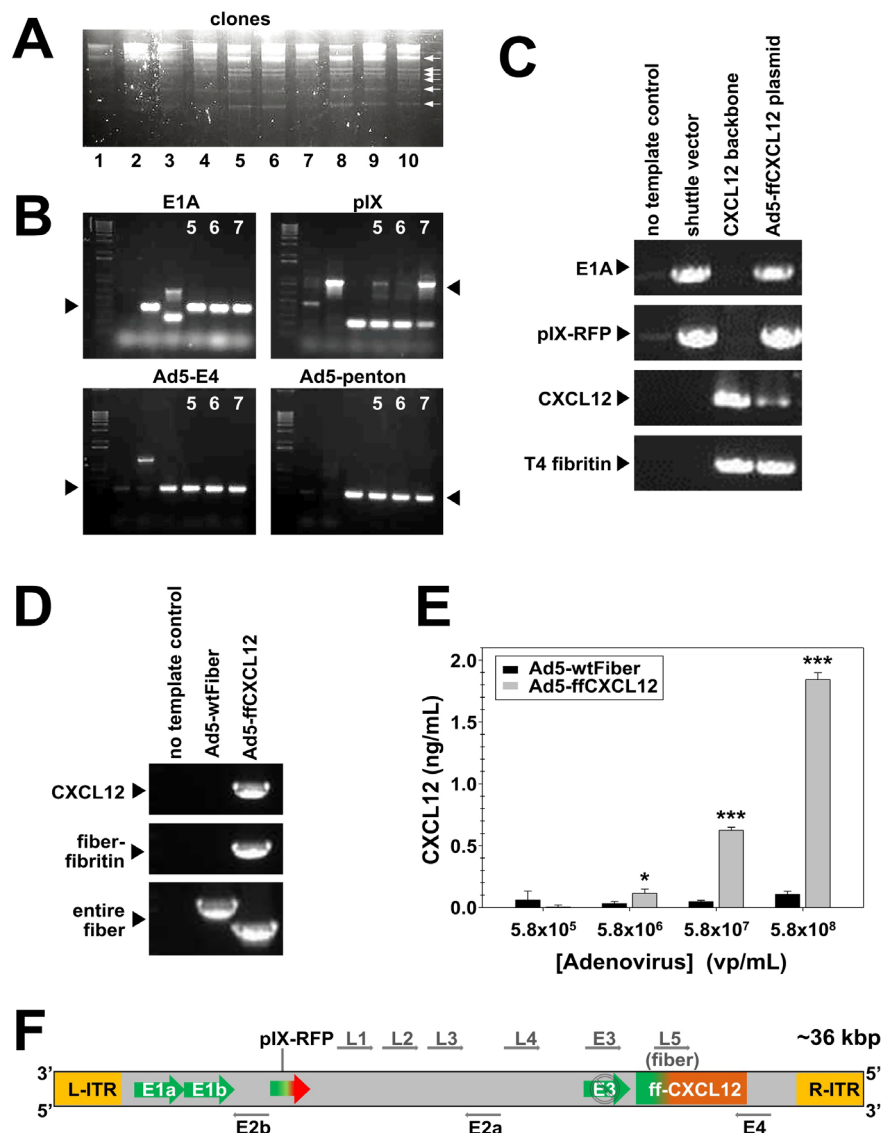 A
clones
1 2 3 4 5 6 7 8 9 10
B
E1A
5 6 7
pIX
5 6 7
Ad5-E4
5 6 7
Ad5-penton
5 6 7
C
no template control
shuttle vector
CXCL12 backbone
Ad5-ffCXCL12 plasmid
E1A
pIX-RFP
CXCL12
T4 fibritin
D
no template control
Ad5-wtFiber
Ad5-ffCXCL12
CXCL12
fiber-
fibritin
entire
fiber
E
Ad5-wtFiber
Ad5-ffCXCL12
CXCL12 (ng/mL)
2.0
1.5
1.0
0.5
0.0
*
***
***
5.8x10⁵ 5.8x10⁶ 5.8x10⁷ 5.8x10⁸
[Adenovirus] (vp/mL)
F
pIX-RFP L1 L2 L3 L4 E3 L5 ~36 kbp
(fiber)
3’ 5’
L-ITR E1a E1b E3 ff-CXCL12 R-ITR
5’ 3’
E2b E2a E4